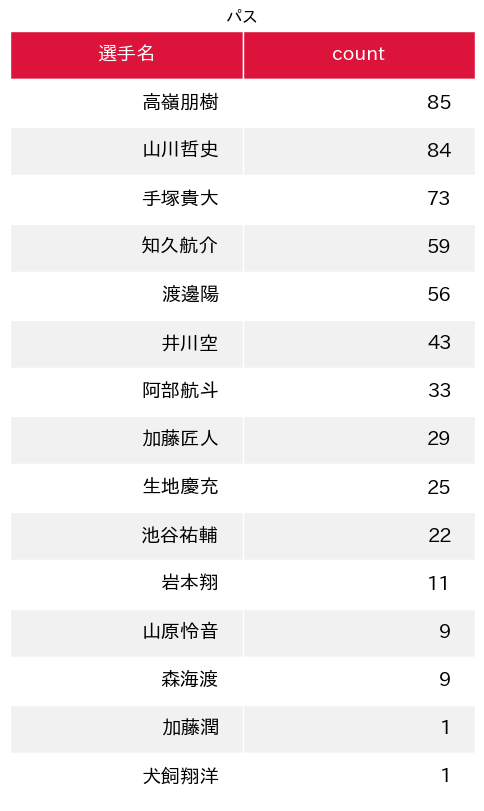 パス
選手名 count
高嶺朋樹 85
山川哲史 84
手塚貴大 73
知久航介 59
渡邊陽 56
井川空 43
阿部航斗 33
加藤匠人 29
生地慶充 25
池谷祐輔 22
岩本翔 11
山原怜音 9
森海渡 9
加藤潤 1
犬飼翔洋 1